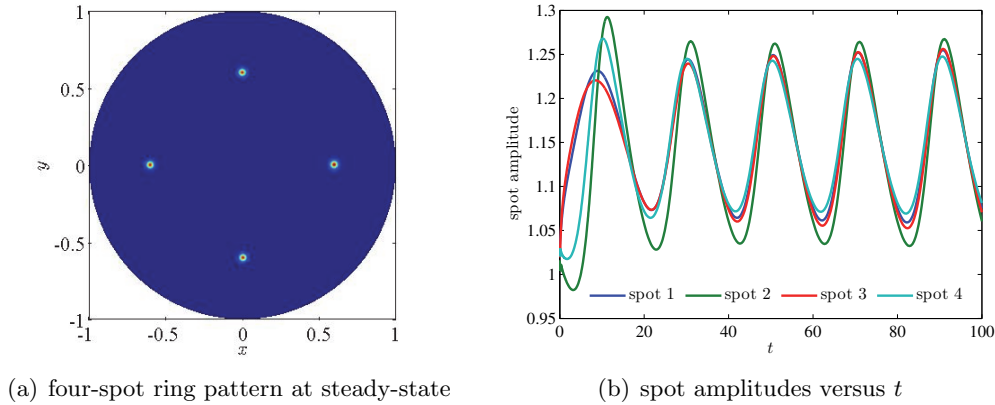 1
0.5
0
-0.5
-1
y
-1
-0.5
0
0.5
1
x
(a) four-spot ring pattern at steady-state
1.3
1.25
1.2
1.15
1.1
1.05
1
0.95
spot amplitude
spot 1
spot 2
spot 3
spot 4
0
20
40
60
80
100
t
(b) spot amplitudes versus t